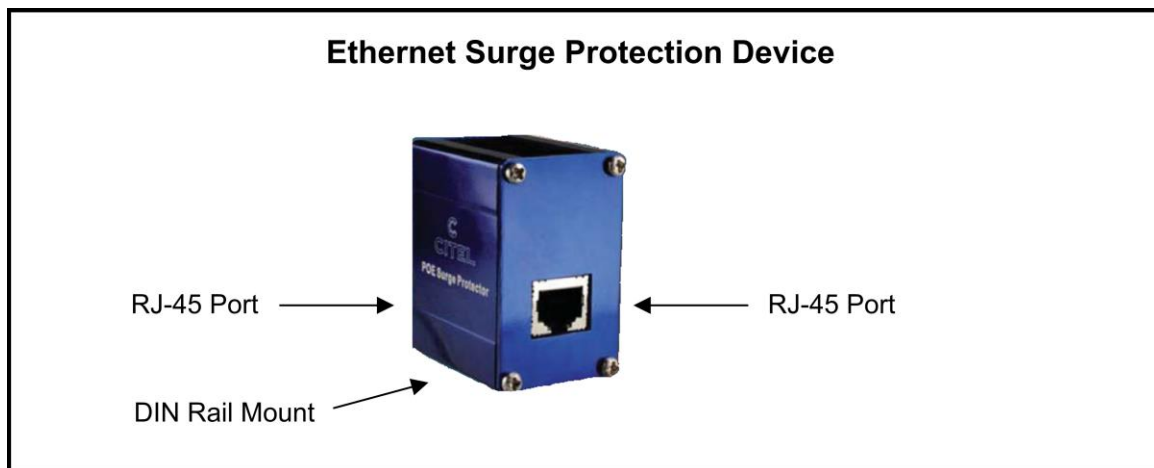 Ethernet Surge Protection Device
C
CITEL
POE Surge Protector
RJ-45 Port
RJ-45 Port
DIN Rail Mount